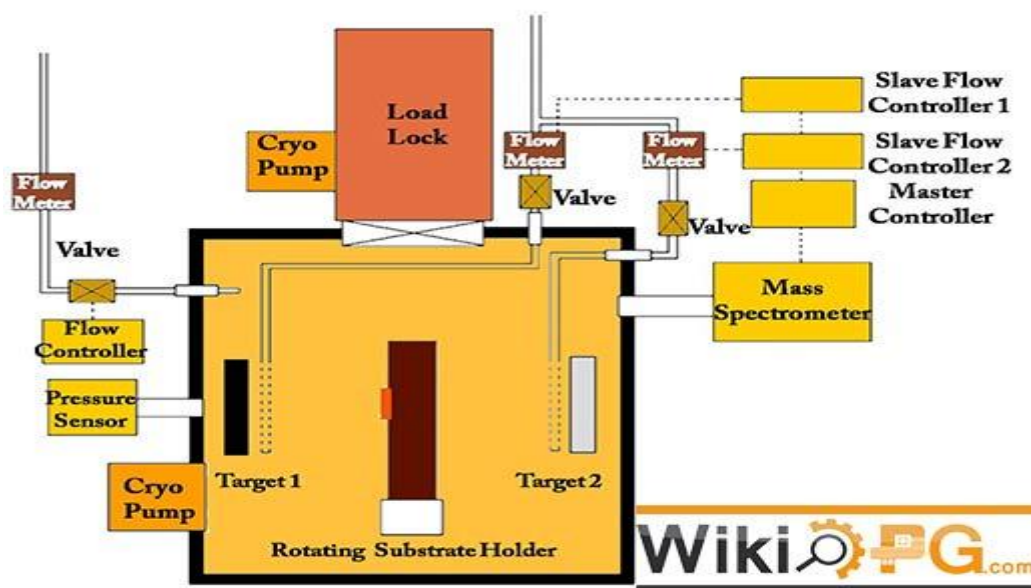 Load
Lock
Cryo
Pump
Flow
Meter
Valve
Flow
Meter
Valve
Flow
Meter
Valve
Slave Flow
Controller 1
Slave Flow
Controller 2
Master
Controller
Mass
Spectrometer
Flow
Controller
Pressure
Sensor
Cryo
Pump
Target 1
Target 2
Rotating Substrate Holder
WikiPG.com